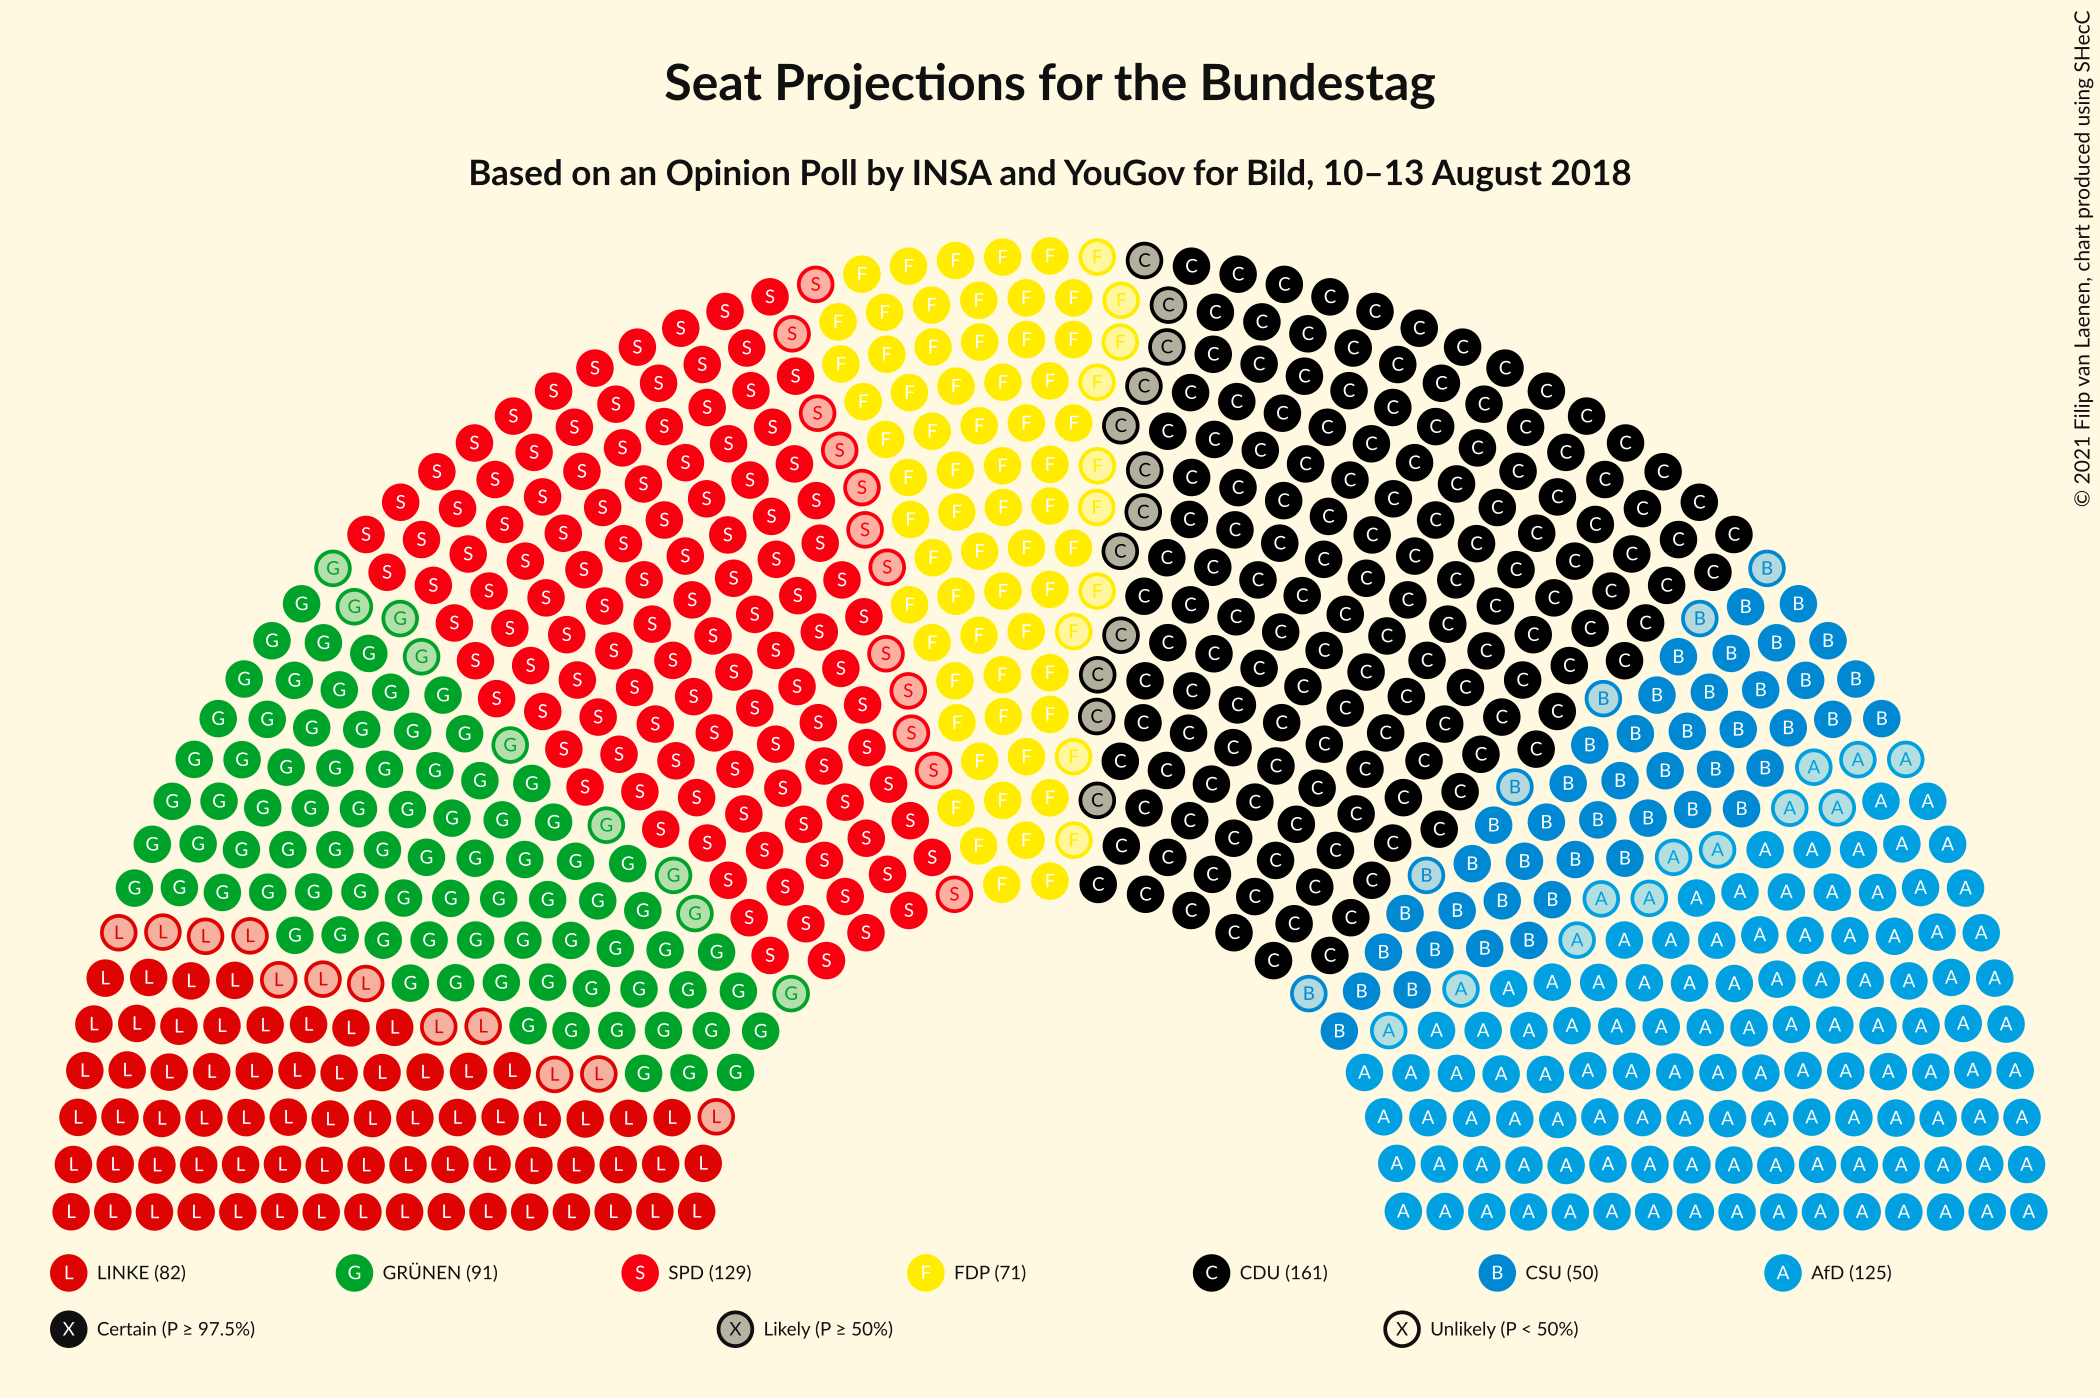 Seat Projections for the Bundestag
Based on an Opinion Poll by INSA and YouGov for Bild, 10–13 August 2018
© 2021 Filip van Laenen, chart produced using SHecC
L LINKE (82) G GRÜNEN (91) S SPD (129) F FDP (71) C CDU (161) B CSU (50) A AfD (125)
X Certain (P ≥ 97.5%) X Likely (P ≥ 50%) X Unlikely (P < 50%)